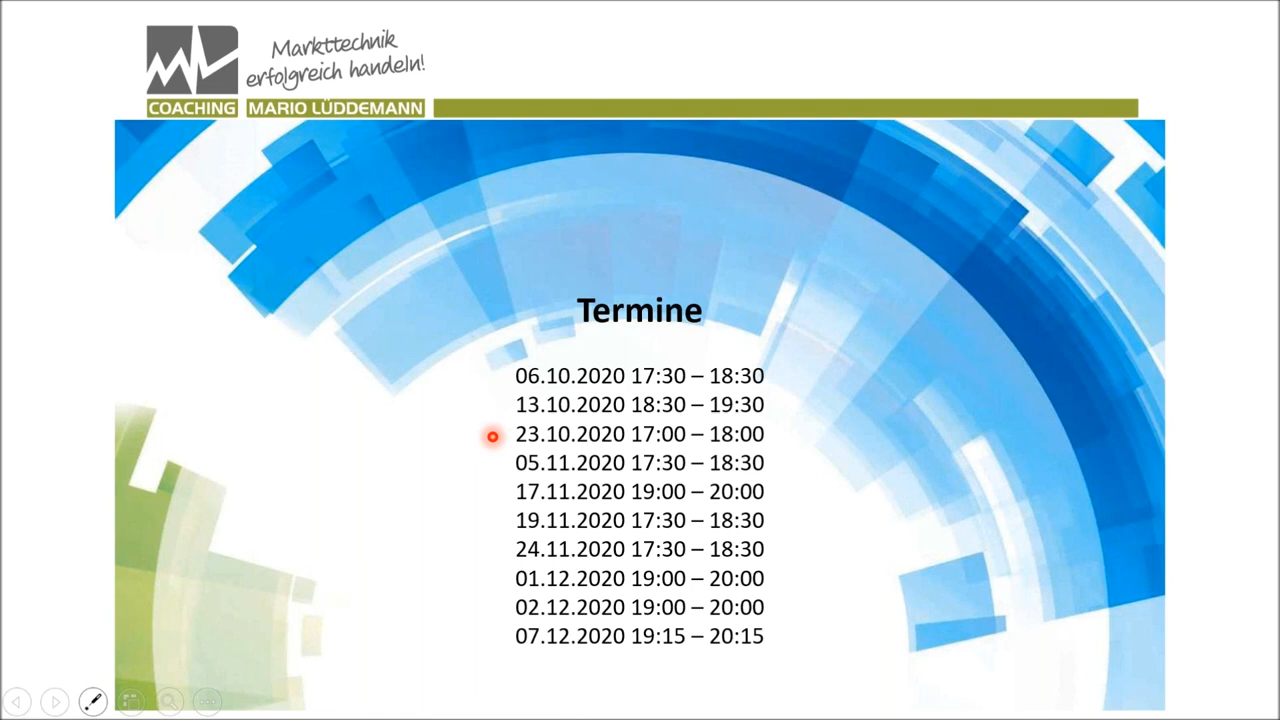 Markttechnik
erfolgreich handeln!
COACHING MARIO LÜDDEMANN
Termine
06.10.2020 17:30 – 18:30
13.10.2020 18:30 – 19:30
23.10.2020 17:00 – 18:00
05.11.2020 17:30 – 18:30
17.11.2020 19:00 – 20:00
19.11.2020 17:30 – 18:30
24.11.2020 17:30 – 18:30
01.12.2020 19:00 – 20:00
02.12.2020 19:00 – 20:00
07.12.2020 19:15 – 20:15